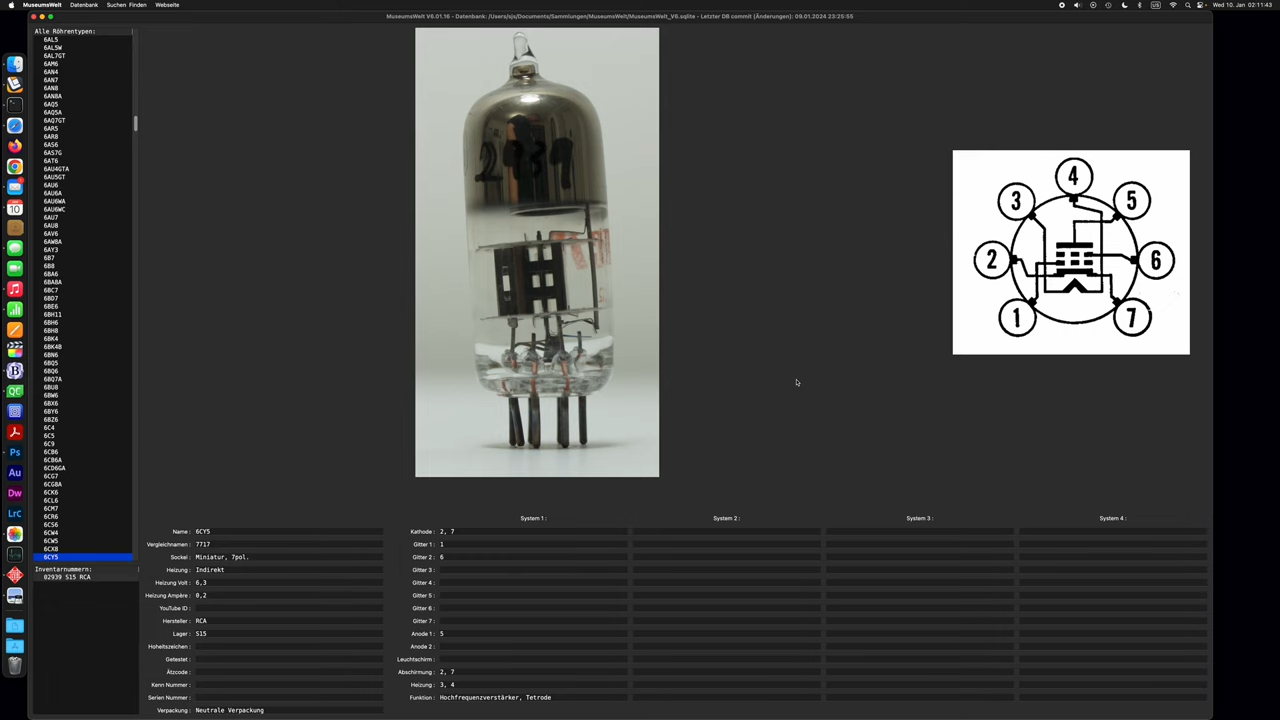 MuseumsWelt Datenbank Suchen Finden Webseite
US
Wed 10. Jan. 02:11:43
MuseumsWelt V6.01.16 - Datenbank: /Users/sjs/Documents/Sammlungen/MuseumsWelt/MuseumsWelt_V6.sqlite - Letzter DB commit (Änderungen): 09.01.2024 23:25:55
Alle Röhrentypen:
6AL5
6AL5W
6AL7GT
6AM6
6AN4
6AN7
6AN8
6AN8A
6AQ5
6AQ5A
6AQ7GT
6AR5
6AR8
6AS6
6AS7G
6AT6
6AU4GTA
6AU5GT
6AU6
6AU6A
6AU6WA
6AU6WC
6AU7
6AU8
6AV6
6AW8A
6AY3
6B7
6B8
6BA6
6BA8A
6BC7
6BD7
6BE6
6BH11
6BH6
6BH8
6BK4
6BK4B
6BN6
6BQ5
6BQ6
6BQ7A
6BU8
6BW6
6BX6
6BY6
6BZ6
6C4
6C5
6C9
6CB6
6CB6A
6CD6GA
6CG7
6CG8A
6CK6
6CL6
6CM7
6CR6
6CS6
6CW4
6CW5
6CX8
6CY5
Inventarnummern:
02939 S15 RCA
2731
4
3
5
2
6
1
7
System 1 : System 2 : System 3 : System 4 :
Name : 6CY5
Vergleichnamen : 7717
Sockel : Miniatur, 7pol.
Heizung : Indirekt
Heizung Volt : 6,3
Heizung Ampère : 0,2
YouTube ID :
Hersteller : RCA
Lager : S15
Hoheitszeichen :
Getestet :
Ätzcode :
Kenn Nummer :
Serien Nummer :
Verpackung : Neutrale Verpackung
Kathode : 2, 7
Gitter 1 : 1
Gitter 2 : 6
Gitter 3 :
Gitter 4 :
Gitter 5 :
Gitter 6 :
Gitter 7 :
Anode 1 : 5
Anode 2 :
Leuchtschirm :
Abschirmung : 2, 7
Heizung : 3, 4
Funktion : Hochfrequenzverstärker, Tetrode